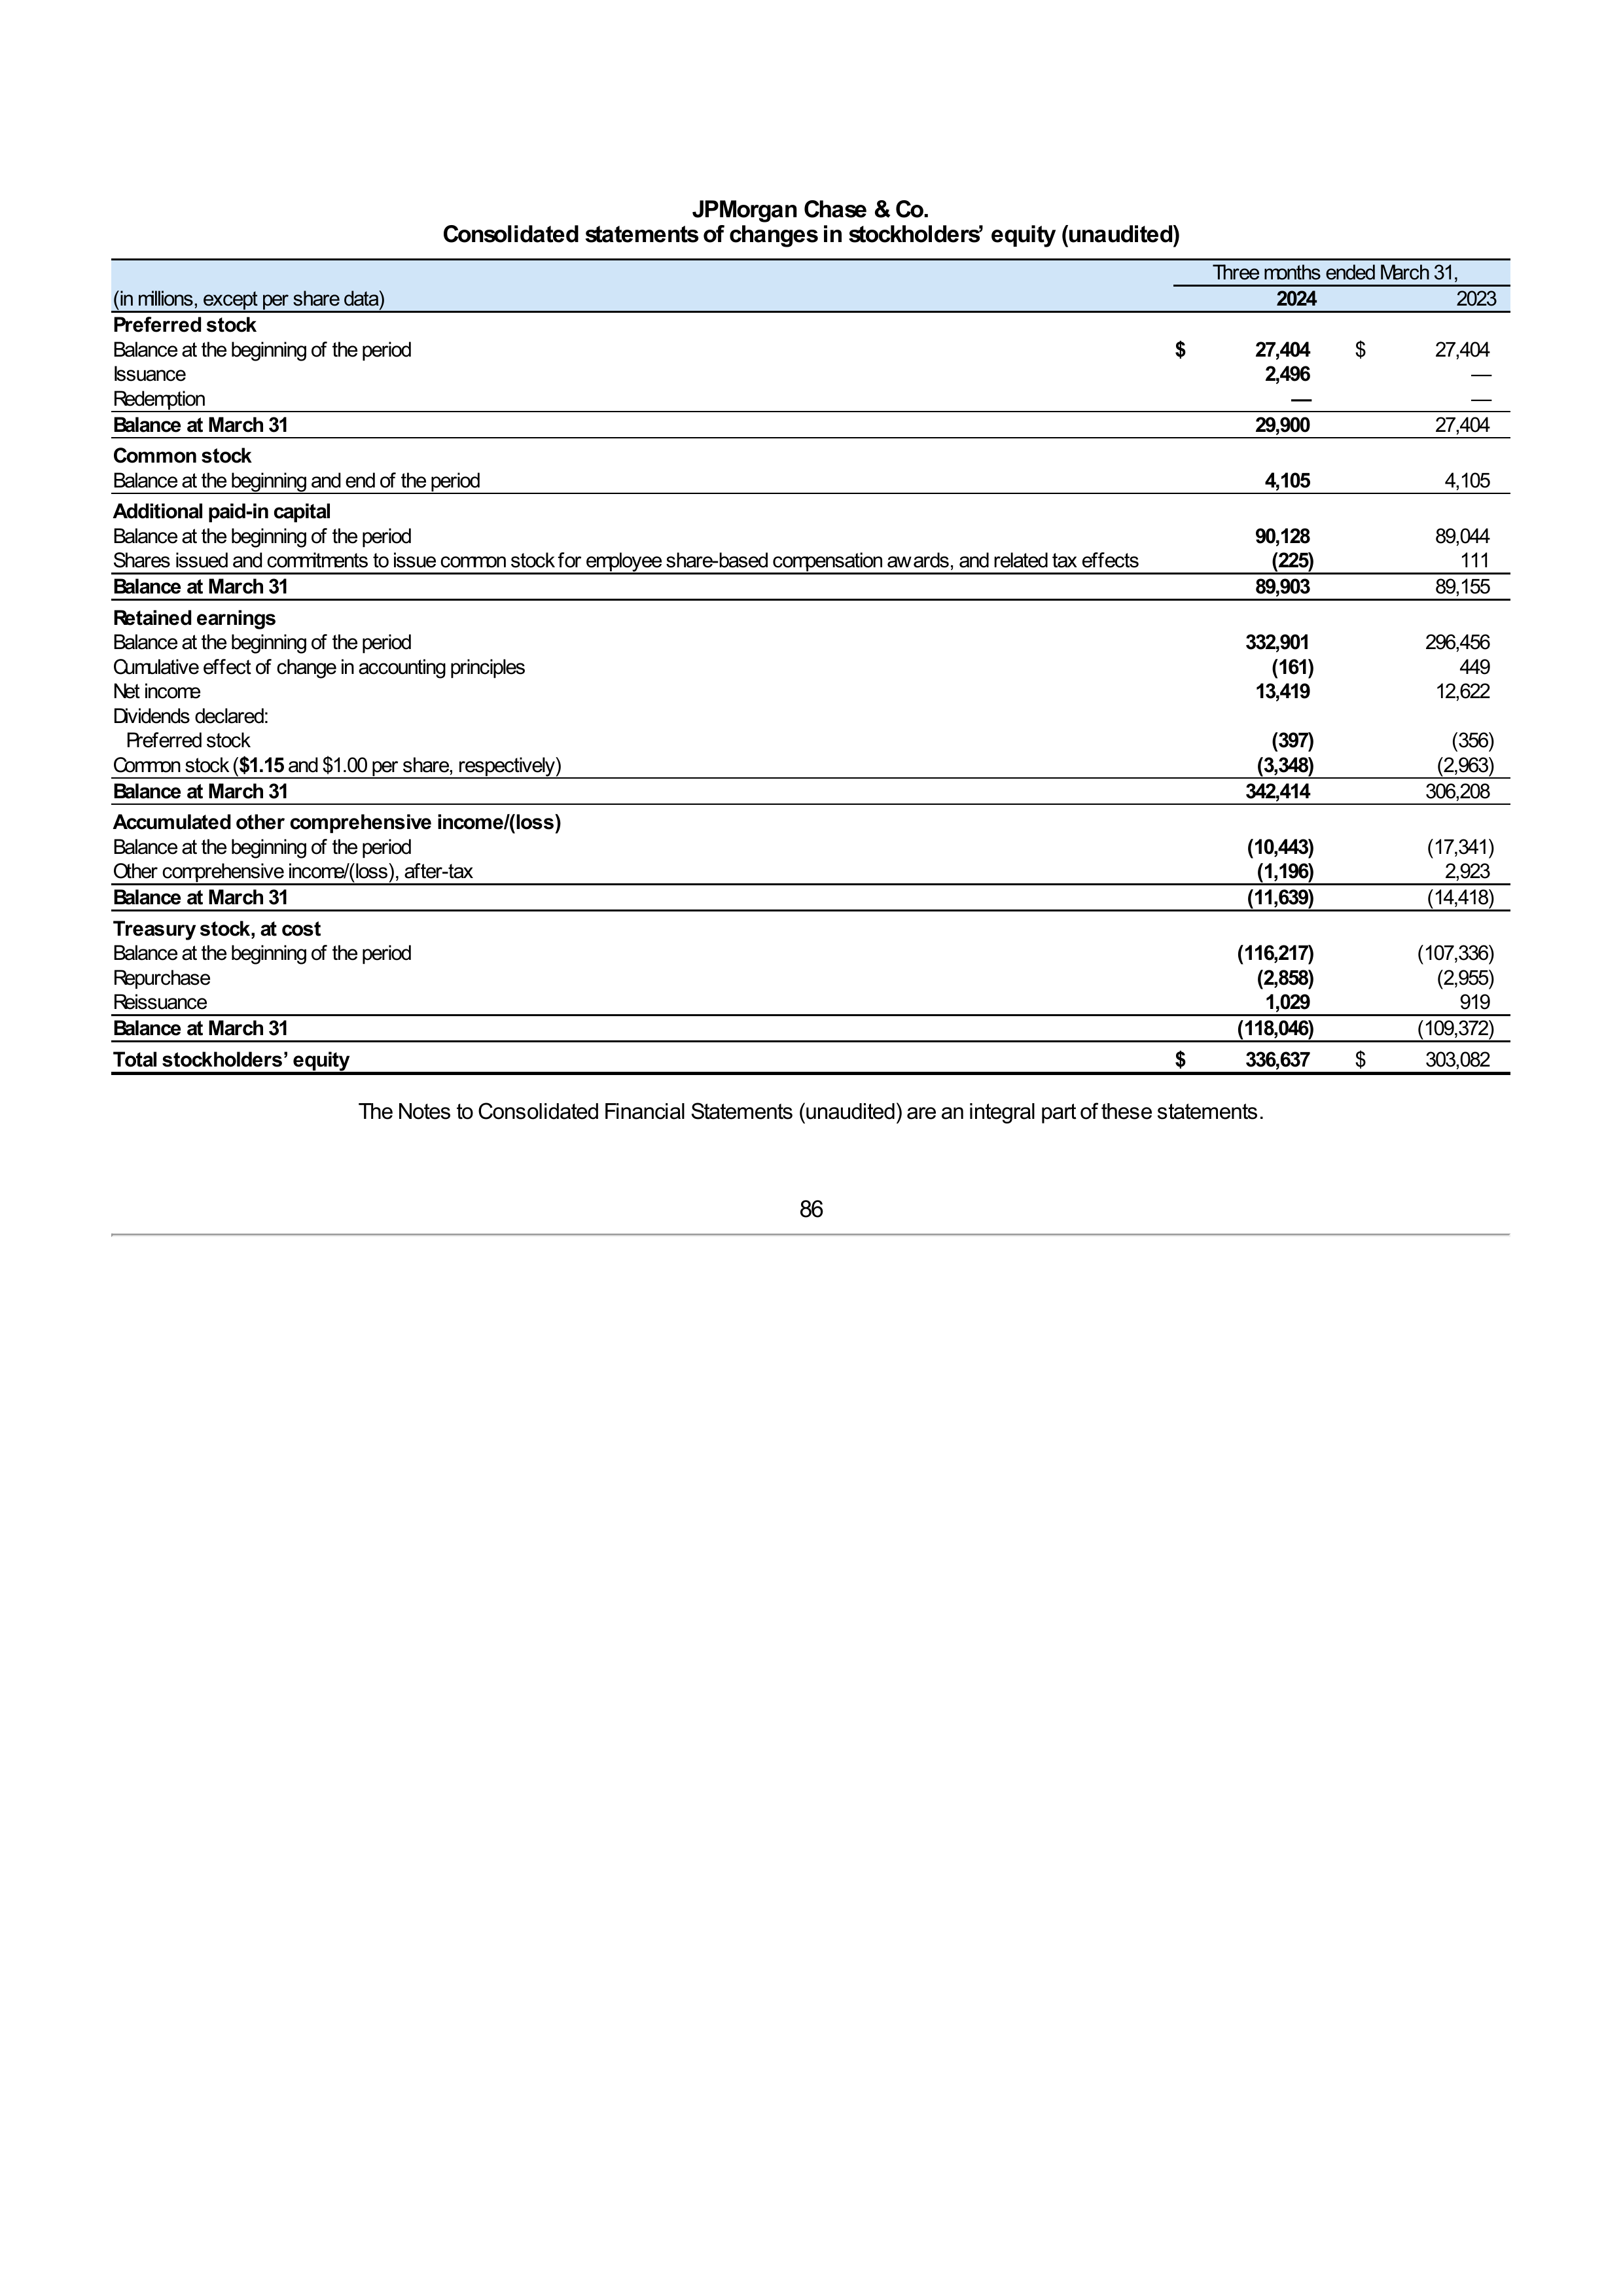 JPMorgan Chase & Co.
Consolidated statements of changes in stockholders’ equity (unaudited)
Three months ended March 31,
(in millions, except per share data) 2024 2023
Preferred stock
Balance at the beginning of the period $ 27,404 $ 27,404
Issuance 2,496 —
Redemption — —
Balance at March 31 29,900 27,404
Common stock
Balance at the beginning and end of the period 4,105 4,105
Additional paid-in capital
Balance at the beginning of the period 90,128 89,044
Shares issued and commitments to issue common stock for employee share-based compensation awards, and related tax effects (225) 111
Balance at March 31 89,903 89,155
Retained earnings
Balance at the beginning of the period 332,901 296,456
Cumulative effect of change in accounting principles (161) 449
Net income 13,419 12,622
Dividends declared:
Preferred stock (397) (356)
Common stock ($1.15 and $1.00 per share, respectively) (3,348) (2,963)
Balance at March 31 342,414 306,208
Accumulated other comprehensive income/(loss)
Balance at the beginning of the period (10,443) (17,341)
Other comprehensive income/(loss), after-tax (1,196) 2,923
Balance at March 31 (11,639) (14,418)
Treasury stock, at cost
Balance at the beginning of the period (116,217) (107,336)
Repurchase (2,858) (2,955)
Reissuance 1,029 919
Balance at March 31 (118,046) (109,372)
Total stockholders’ equity $ 336,637 $ 303,082
The Notes to Consolidated Financial Statements (unaudited) are an integral part of these statements.
86